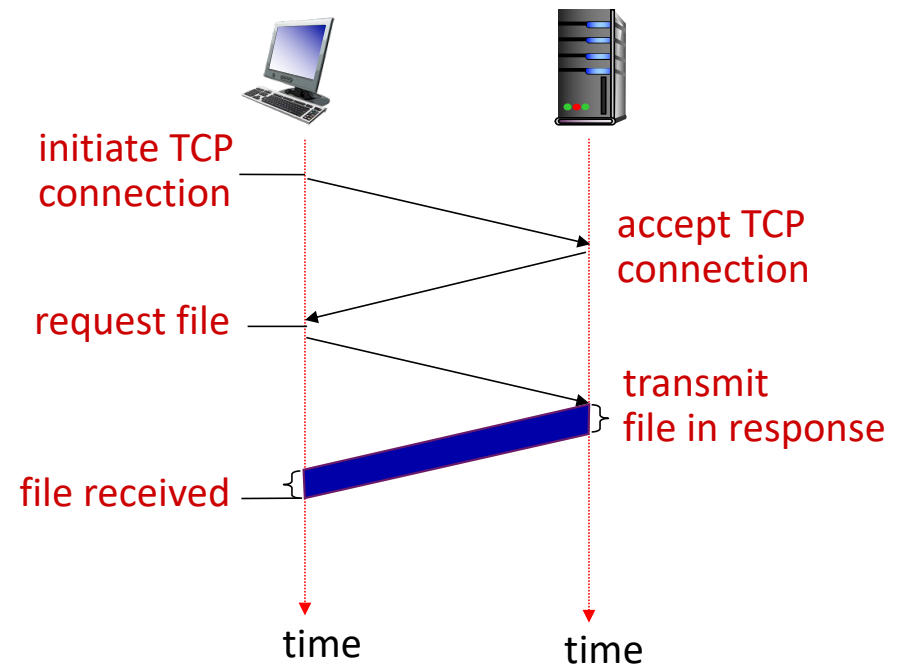 initiate TCP
connection
accept TCP
connection
request file
transmit
file in response
file received
time
time